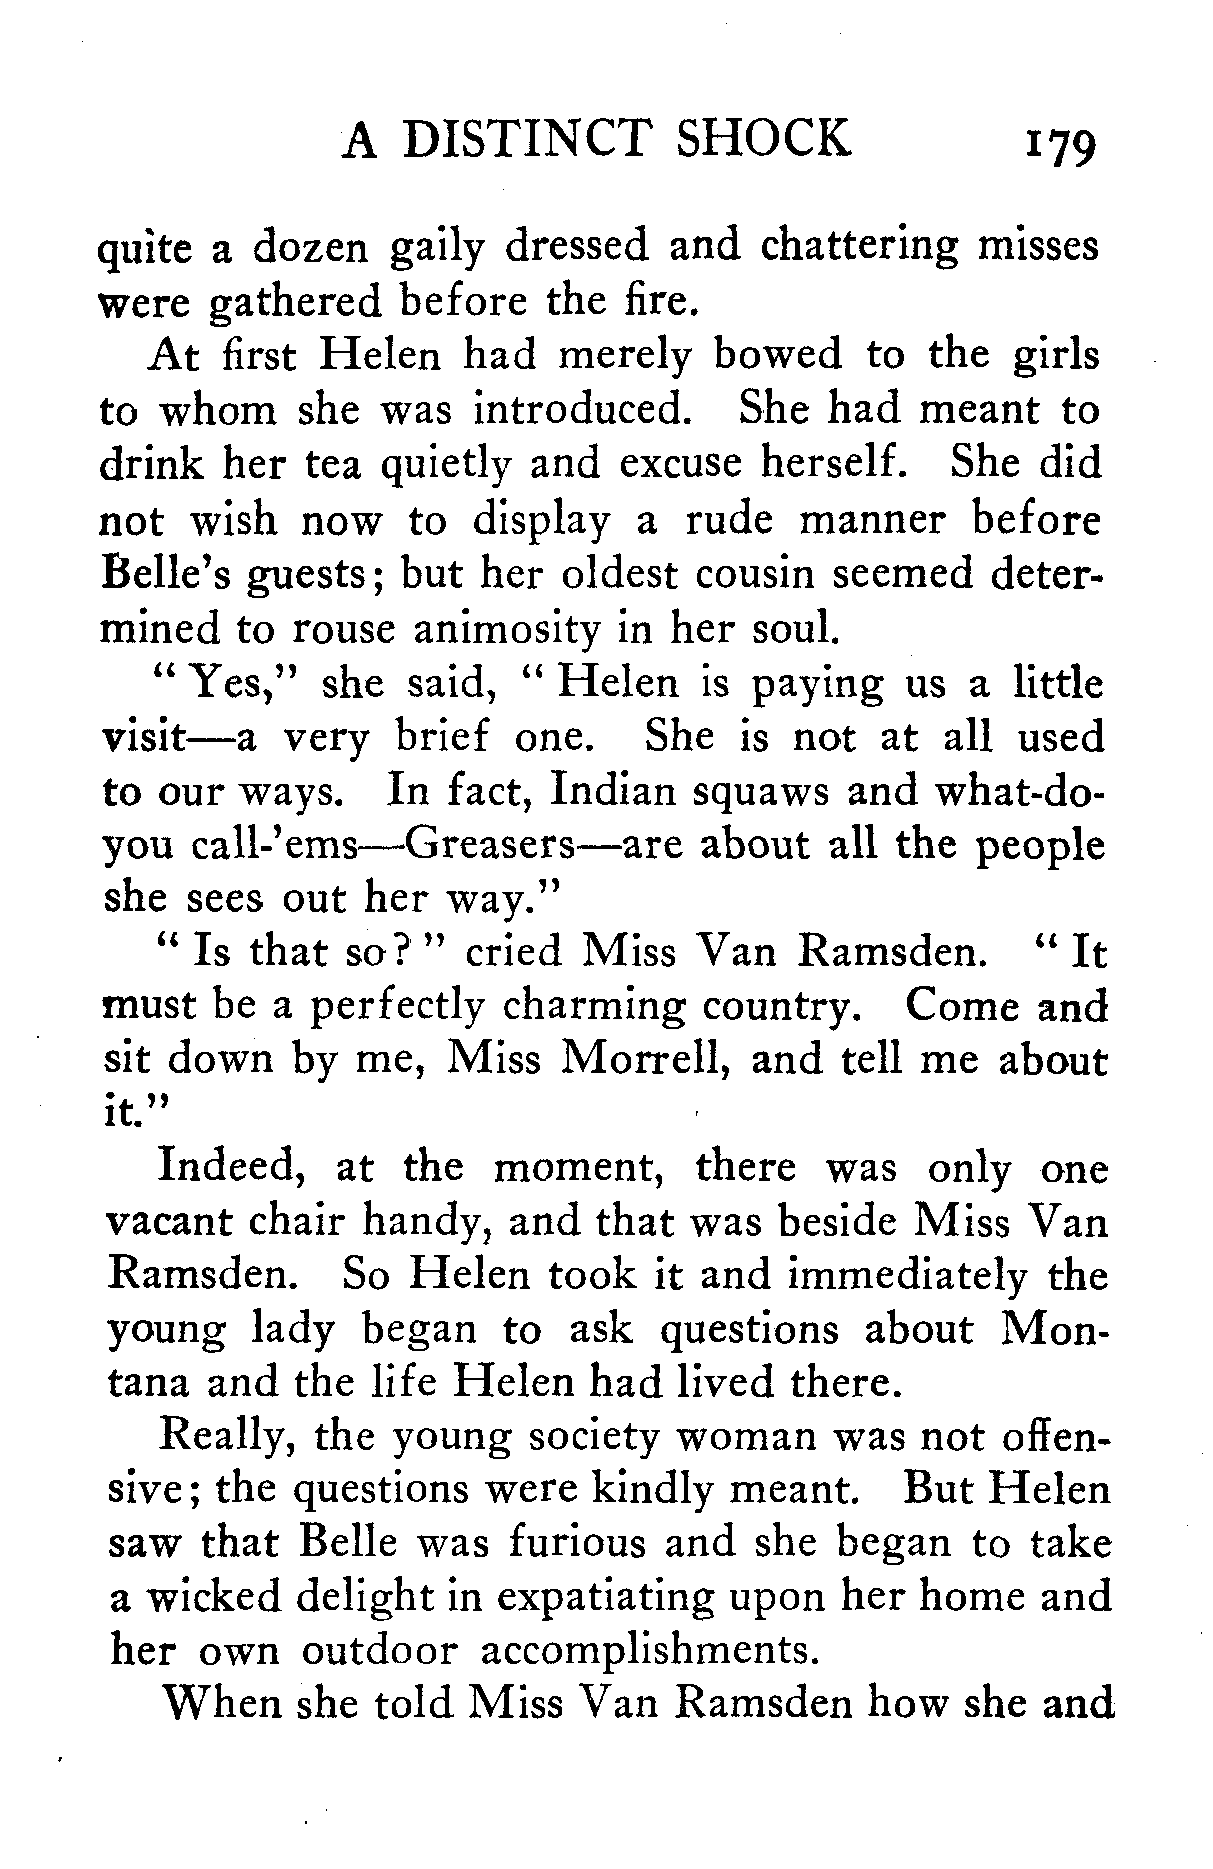 A DISTINCT SHOCK 179
quite a dozen gaily dressed and chattering misses
were gathered before the fire.
At first Helen had merely bowed to the girls
to whom she was introduced. She had meant to
drink her tea quietly and excuse herself. She did
not wish now to display a rude manner before
Belle's guests; but her oldest cousin seemed deter-
mined to rouse animosity in her soul.
" Yes," she said, " Helen is paying us a little
visit—a very brief one. She is not at all used
to our ways. In fact, Indian squaws and what-do-
you call-'ems—Greasers—are about all the people
she sees out her way."
" Is that so? " cried Miss Van Ramsden. " It
must be a perfectly charming country. Come and
sit down by me, Miss Morrell, and tell me about
it."
Indeed, at the moment, there was only one
vacant chair handy, and that was beside Miss Van
Ramsden. So Helen took it and immediately the
young lady began to ask questions about Mon-
tana and the life Helen had lived there.
Really, the young society woman was not offen-
sive; the questions were kindly meant. But Helen
saw that Belle was furious and she began to take
a wicked delight in expatiating upon her home and
her own outdoor accomplishments.
When she told Miss Van Ramsden how she and